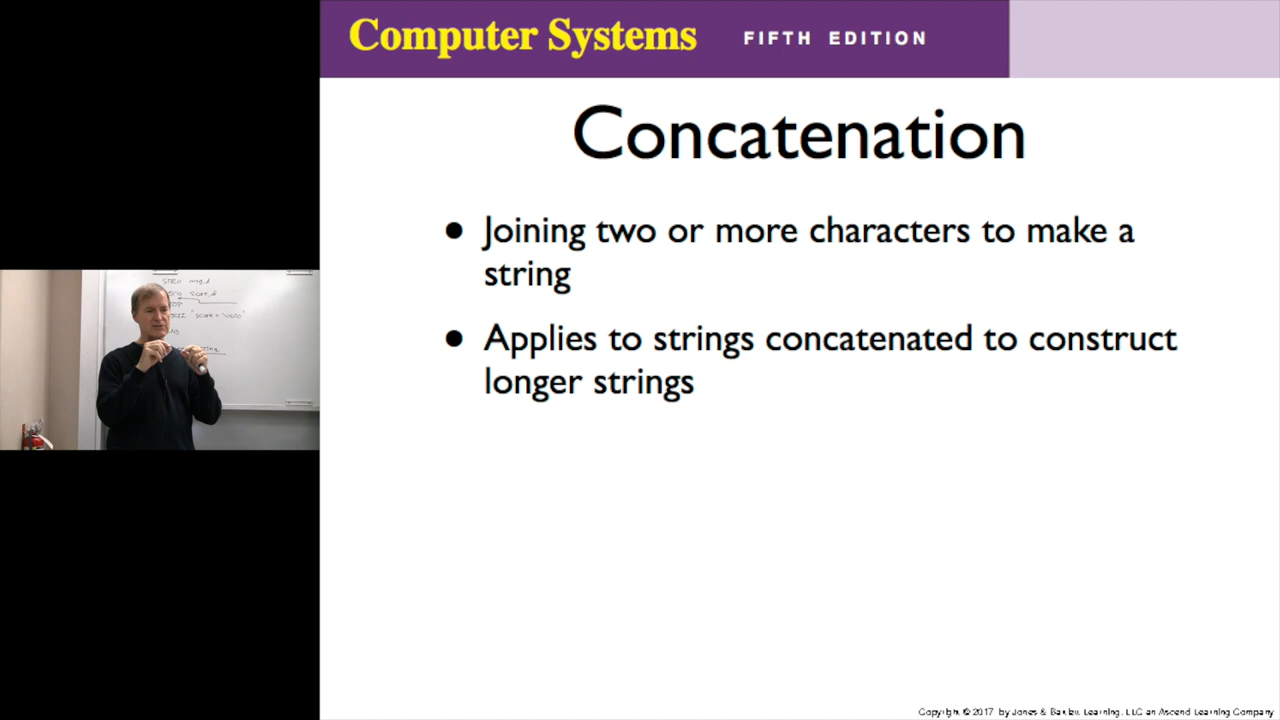 Computer Systems FIFTH EDITION
Concatenation
• Joining two or more characters to make a
string
• Applies to strings concatenated to construct
longer strings
Copyright © 2017 by Jones & Bartlett Learning, LLC an Ascend Learning Company